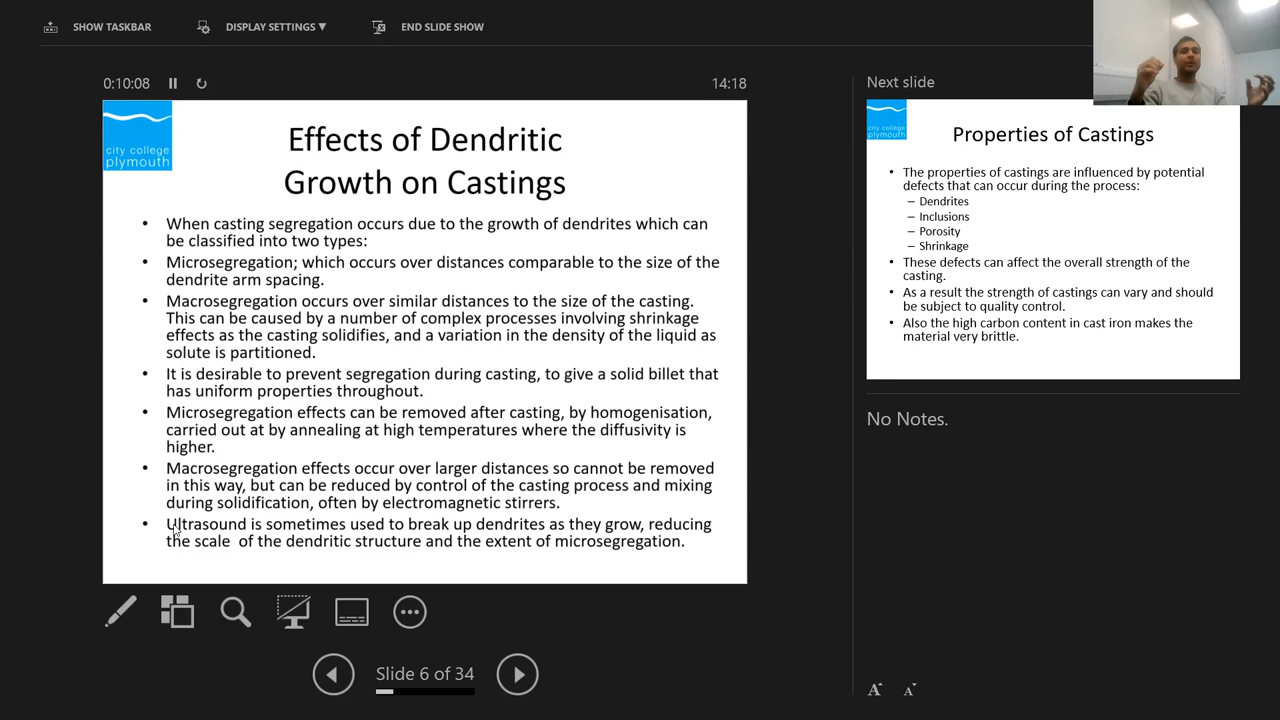 SHOW TASKBAR
DISPLAY SETTINGS ▼
END SLIDE SHOW
0:10:08
14:18
city college
plymouth
Effects of Dendritic
Growth on Castings
• When casting segregation occurs due to the growth of dendrites which can
be classified into two types:
• Microsegregation; which occurs over distances comparable to the size of the
dendrite arm spacing.
• Macrosegregation occurs over similar distances to the size of the casting.
This can be caused by a number of complex processes involving shrinkage
effects as the casting solidifies, and a variation in the density of the liquid as
solute is partitioned.
• It is desirable to prevent segregation during casting, to give a solid billet that
has uniform properties throughout.
• Microsegregation effects can be removed after casting, by homogenisation,
carried out at by annealing at high temperatures where the diffusivity is
higher.
• Macrosegregation effects occur over larger distances so cannot be removed
in this way, but can be reduced by control of the casting process and mixing
during solidification, often by electromagnetic stirrers.
• Ultrasound is sometimes used to break up dendrites as they grow, reducing
the scale of the dendritic structure and the extent of microsegregation.
Slide 6 of 34
Next slide
city college
plymouth
Properties of Castings
• The properties of castings are influenced by potential
defects that can occur during the process:
– Dendrites
– Inclusions
– Porosity
– Shrinkage
• These defects can affect the overall strength of the
casting.
• As a result the strength of castings can vary and should
be subject to quality control.
• Also the high carbon content in cast iron makes the
material very brittle.
No Notes.
A A